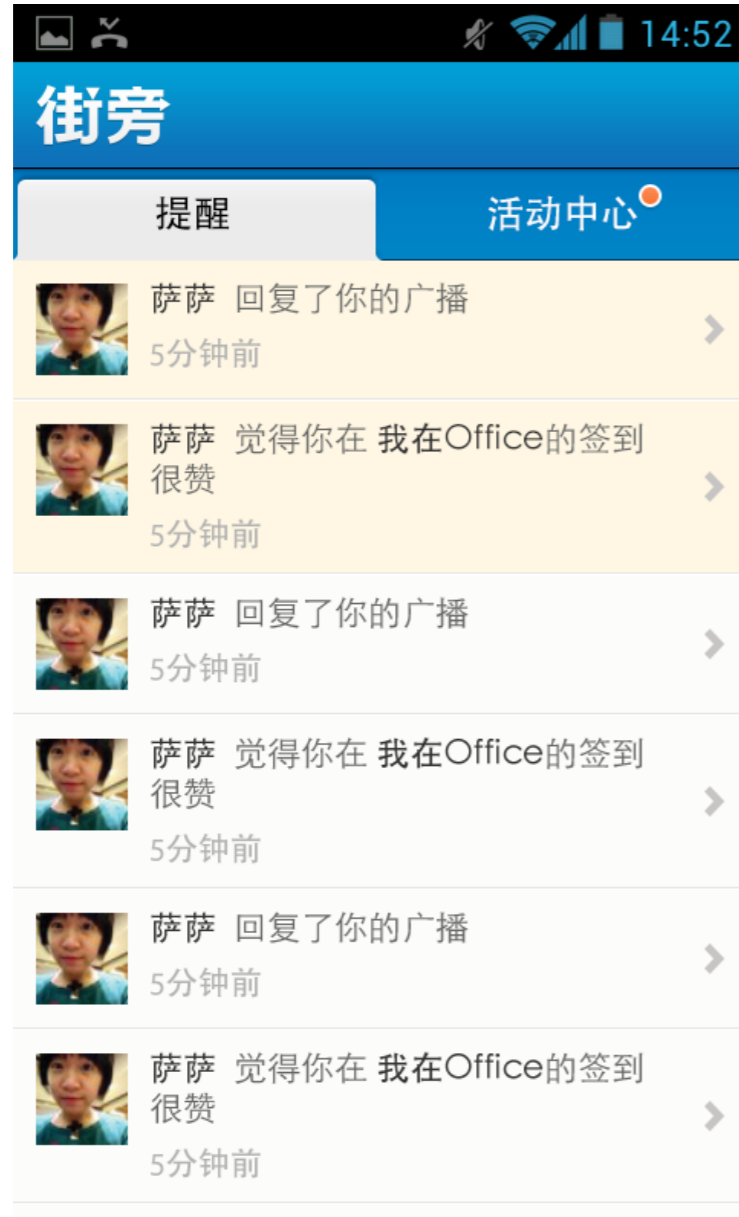 14:52
街旁
提醒
活动中心
萨萨 回复了你的广播
5分钟前
萨萨 觉得你在 我在Office的签到
很赞
5分钟前
萨萨 回复了你的广播
5分钟前
萨萨 觉得你在 我在Office的签到
很赞
5分钟前
萨萨 回复了你的广播
5分钟前
萨萨 觉得你在 我在Office的签到
很赞
5分钟前